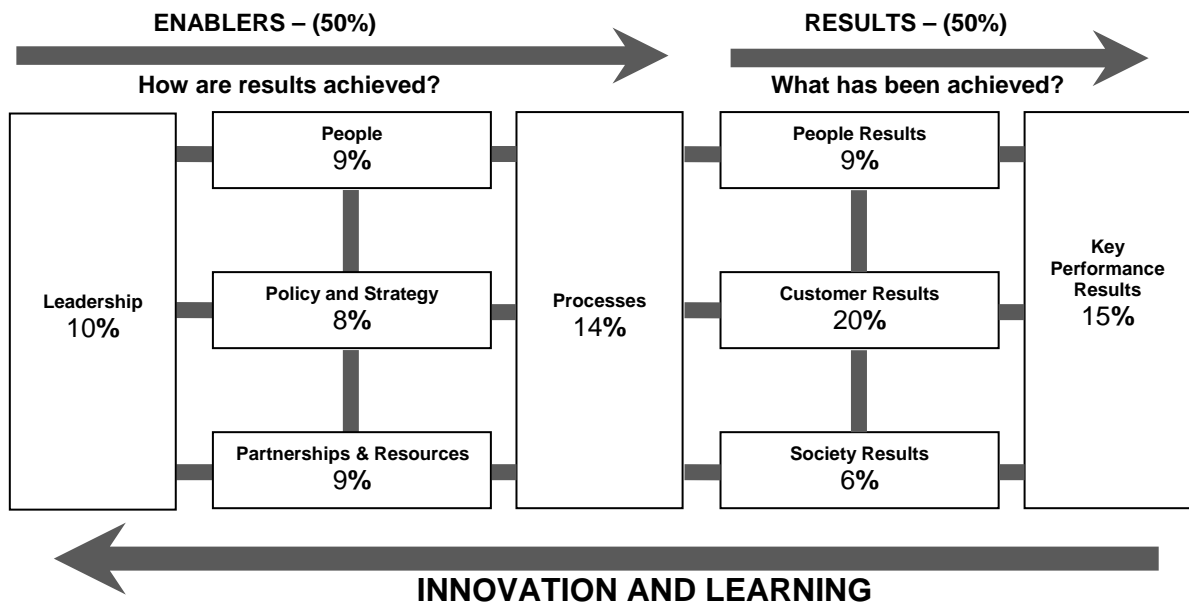 ENABLERS – (50%)
RESULTS – (50%)
How are results achieved?
What has been achieved?
Leadership
10%
People
9%
Policy and Strategy
8%
Partnerships & Resources
9%
Processes
14%
People Results
9%
Customer Results
20%
Society Results
6%
Key
Performance
Results
15%
INNOVATION AND LEARNING